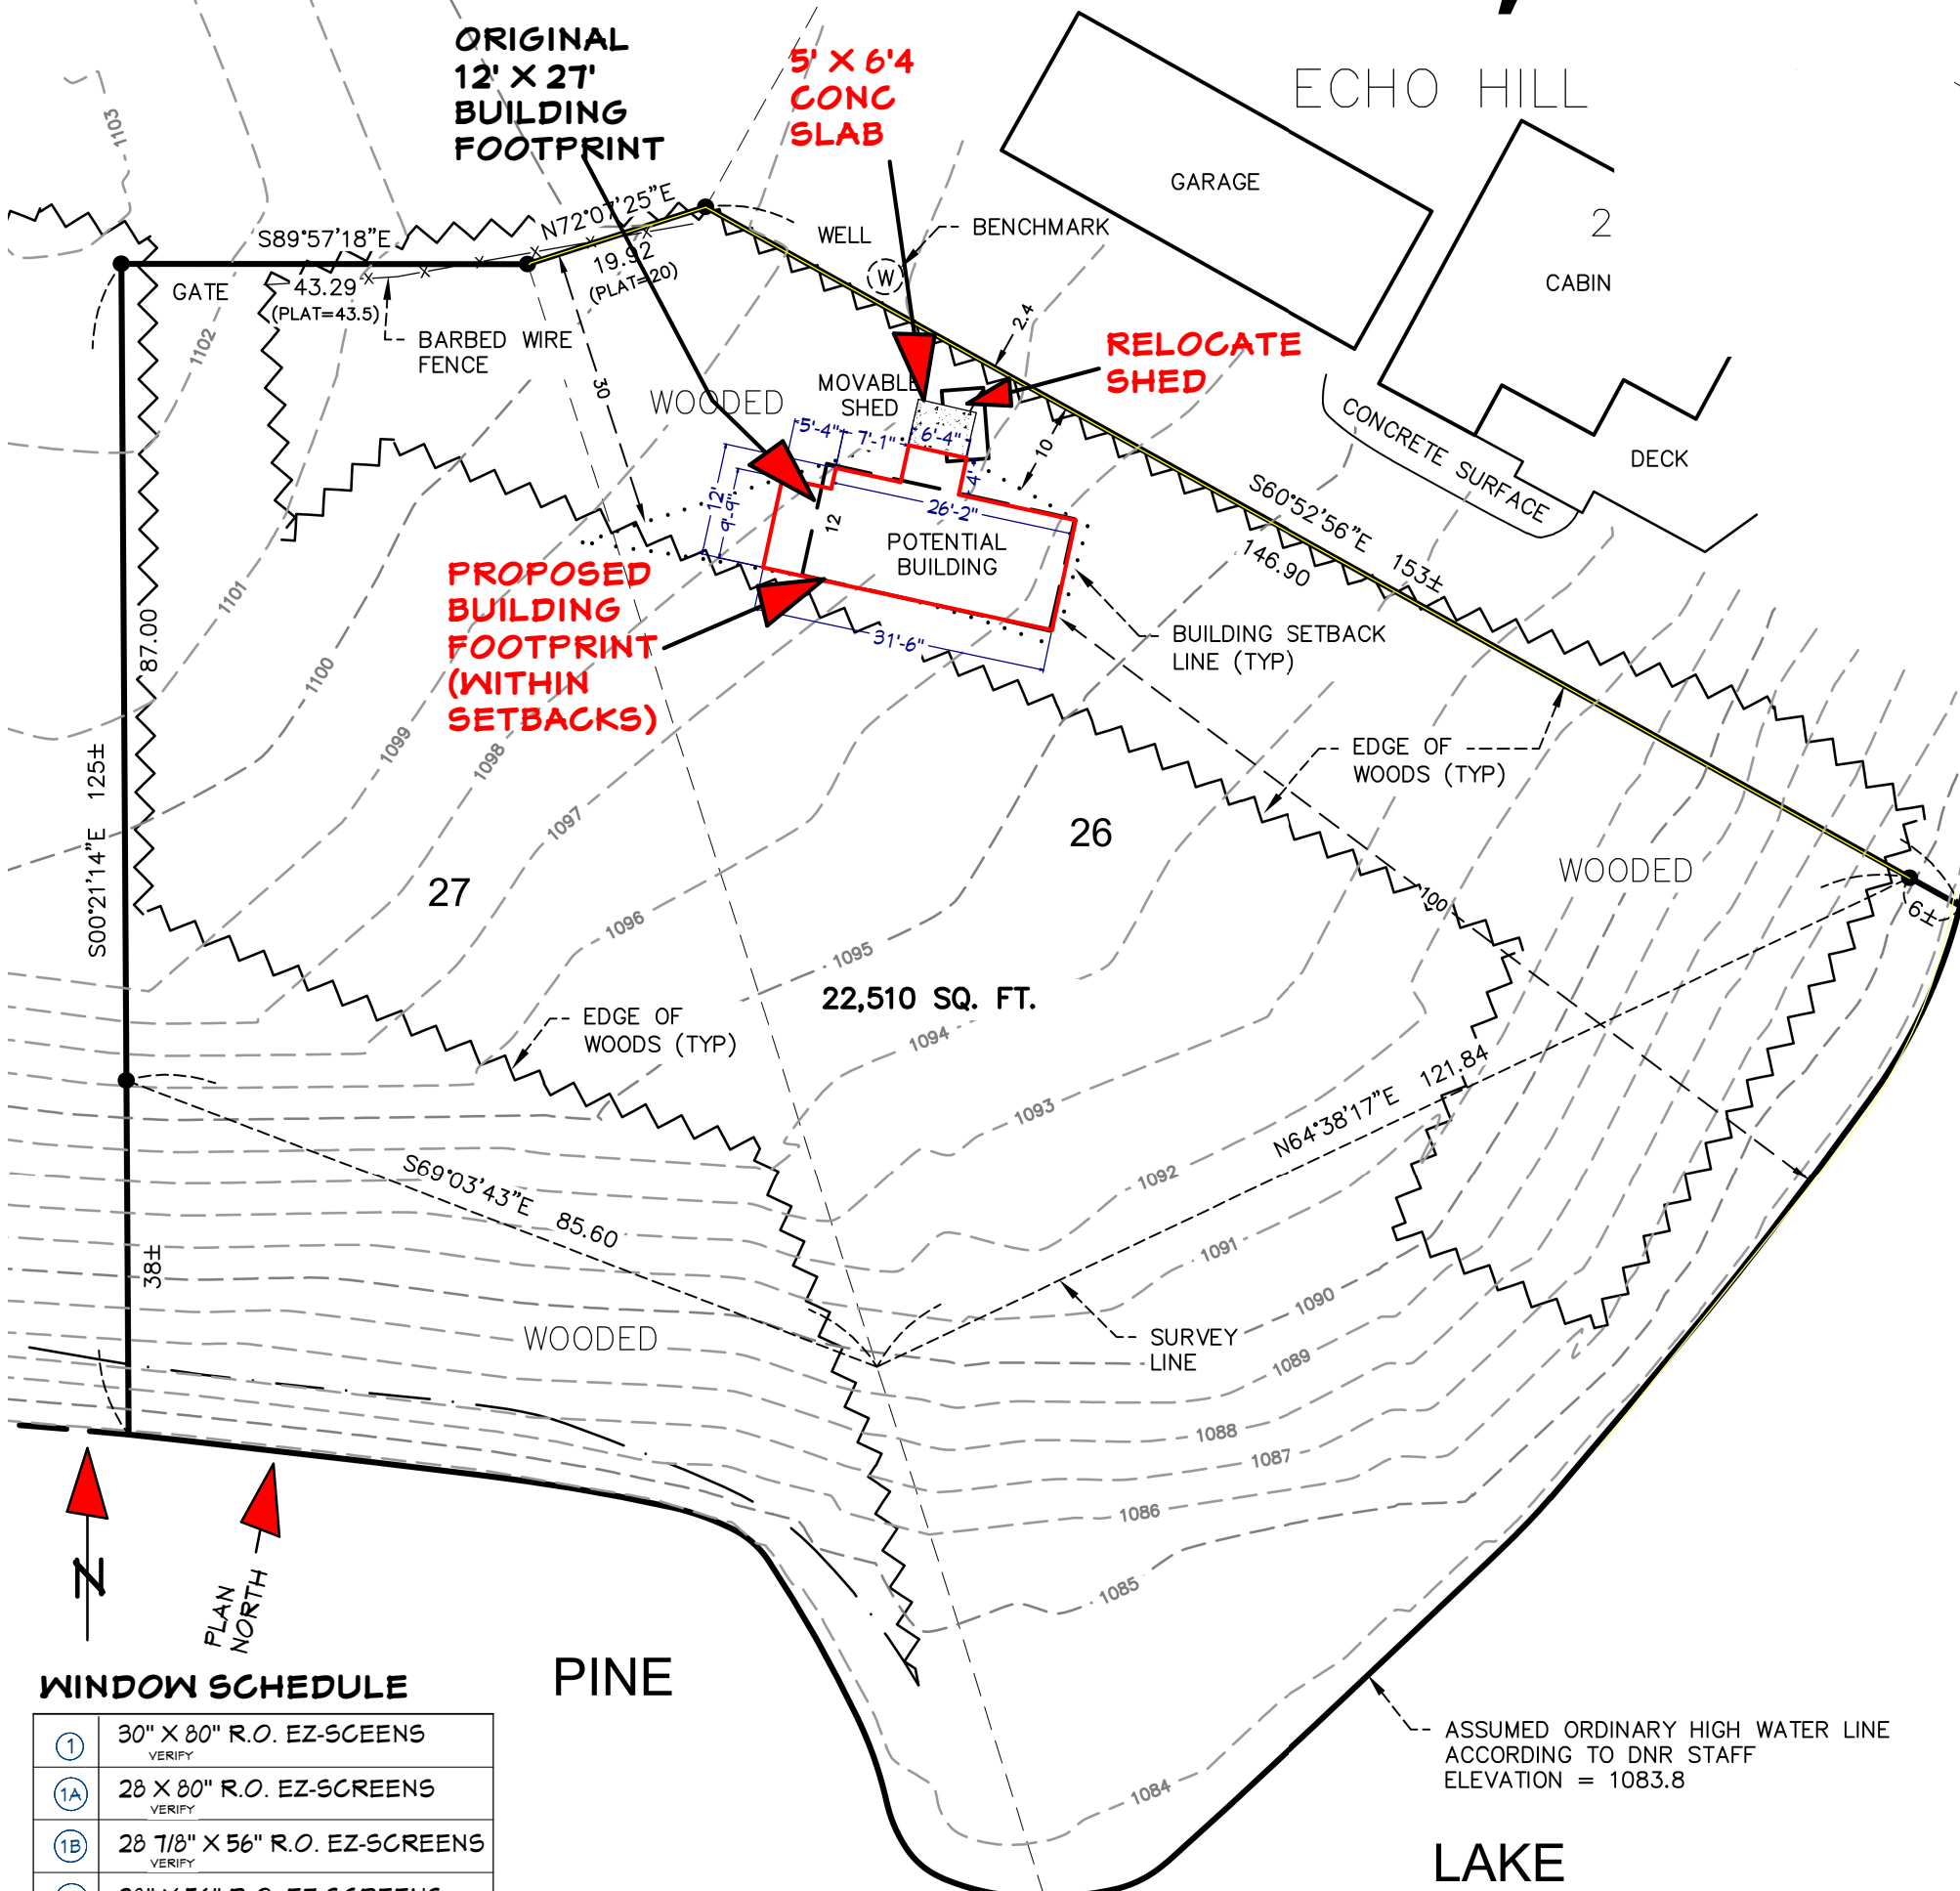 ORIGINAL
12' X 27'
BUILDING
FOOTPRINT
5' X 6'4
CONC
SLAB
ECHO HILL
GARAGE
2
CABIN
DECK
CONCRETE SURFACE
1103
S89°57'18"E
43.29
(PLAT=43.5)
GATE
N72°07'25"E
19.92
(PLAT=20)
BARBED WIRE
FENCE
WELL
W
BENCHMARK
2.4
RELOCATE
SHED
1102
30
WOODED
MOVABLE
SHED
5'-4"
7'-1"
6'-4"
10
4'
12'
9'-9"
12
26'-2"
POTENTIAL
BUILDING
31'-6"
S60°52'56"E 153±
146.90
PROPOSED
BUILDING
FOOTPRINT
(WITHIN
SETBACKS)
BUILDING SETBACK
LINE (TYP)
1101
1100
1099
1098
1097
1096
1095
1094
1093
1092
1091
1090
1089
1088
1087
1086
1085
1084
87.00
S00°21'14"E 125±
38±
EDGE OF
WOODS (TYP)
26
27
WOODED
100
6±
22,510 SQ. FT.
EDGE OF
WOODS (TYP)
N64°38'17"E 121.84
S69°03'43"E 85.60
WOODED
SURVEY
LINE
N
PLAN
NORTH
PINE
LAKE
ASSUMED ORDINARY HIGH WATER LINE
ACCORDING TO DNR STAFF
ELEVATION = 1083.8
WINDOW SCHEDULE
1 30" X 80" R.O. EZ-SCEENS
VERIFY
1A 28 X 80" R.O. EZ-SCREENS
VERIFY
1B 28 7/8" X 56" R.O. EZ-SCREENS
VERIFY